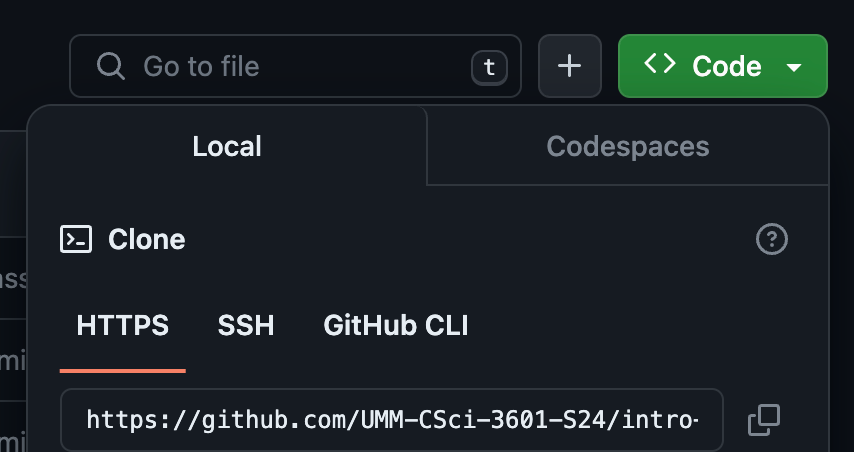 Go to file t + <> Code
Local Codespaces
Clone
HTTPS SSH GitHub CLI
https://github.com/UMM-CSci-3601-S24/intro-